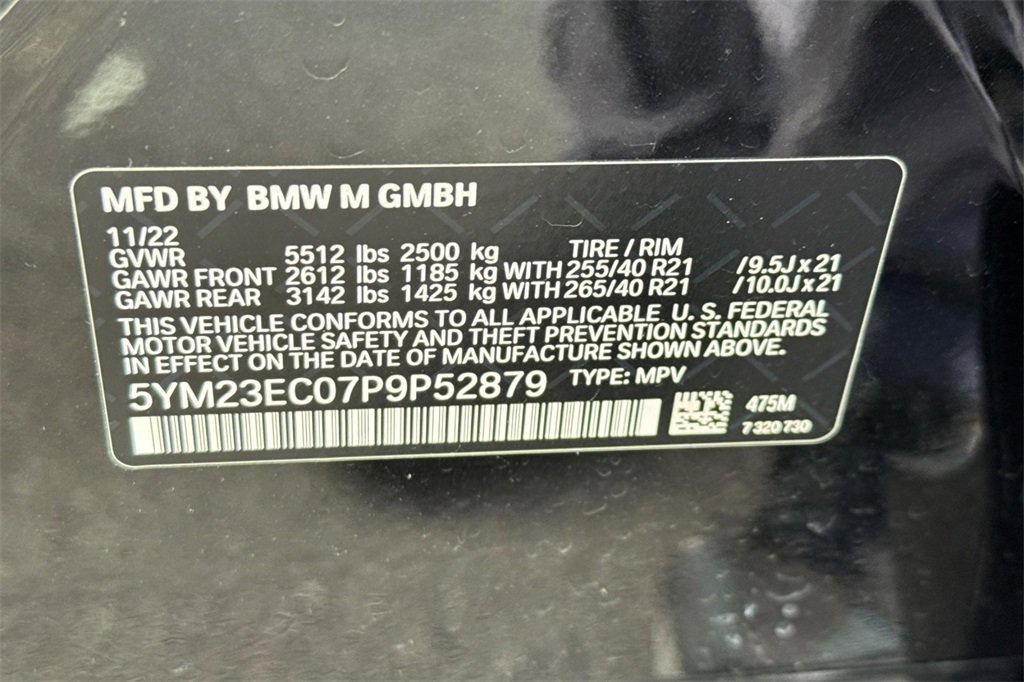 MFD BY BMW M GMBH
11/22
GVWR 5512 lbs 2500 kg TIRE / RIM
GAWR FRONT 2612 lbs 1185 kg WITH 255/40 R21 / 9.5J x 21
GAWR REAR 3142 lbs 1425 kg WITH 265/40 R21 / 10.0J x 21
THIS VEHICLE CONFORMS TO ALL APPLICABLE U. S. FEDERAL
MOTOR VEHICLE SAFETY AND THEFT PREVENTION STANDARDS
IN EFFECT ON THE DATE OF MANUFACTURE SHOWN ABOVE.
5YM23EC07P9P52879 TYPE: MPV
475M
7 320 730